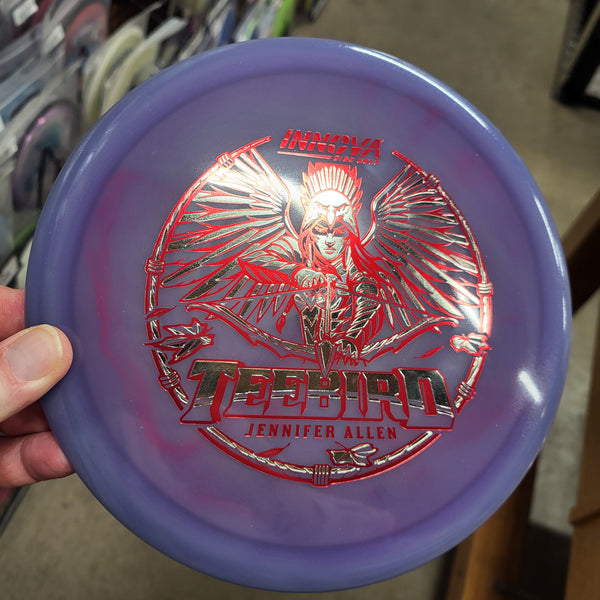 INNOVA
DISC GOLF
TEEBIRD
JENNIFER ALLEN